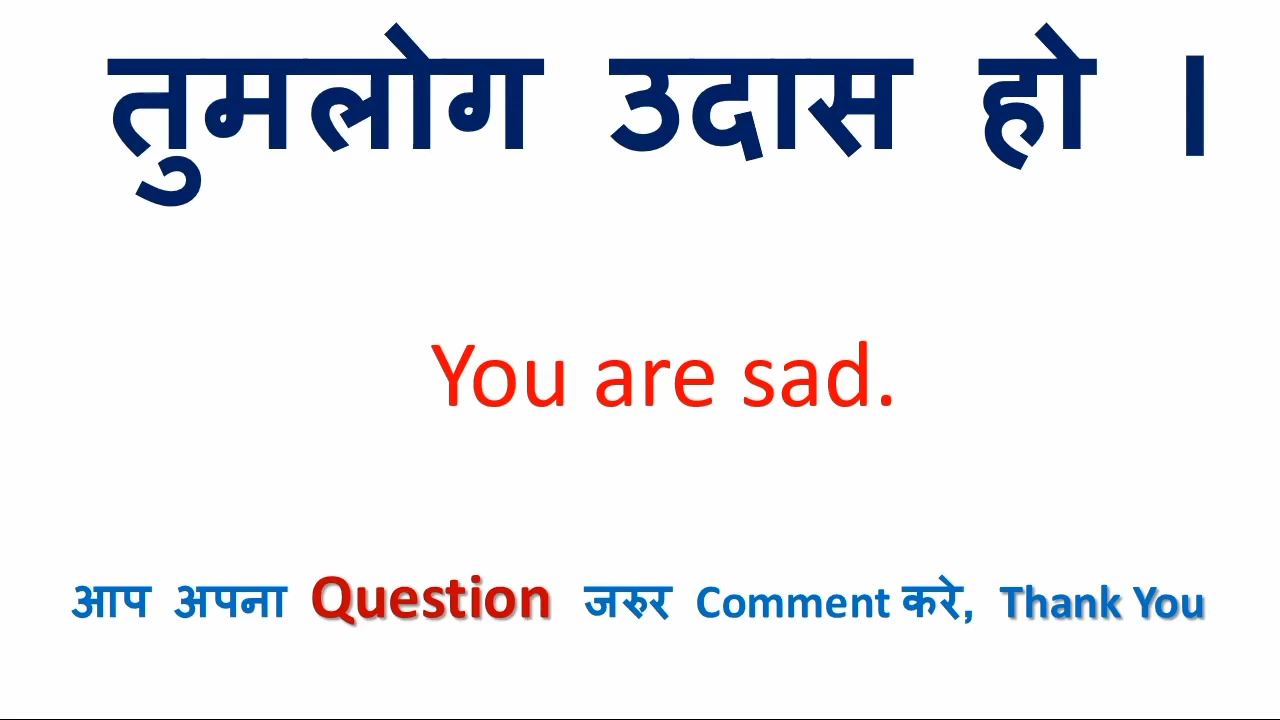 तुमलोग उदास हो ।
You are sad.
आप अपना Question जरुर Comment करे, Thank You